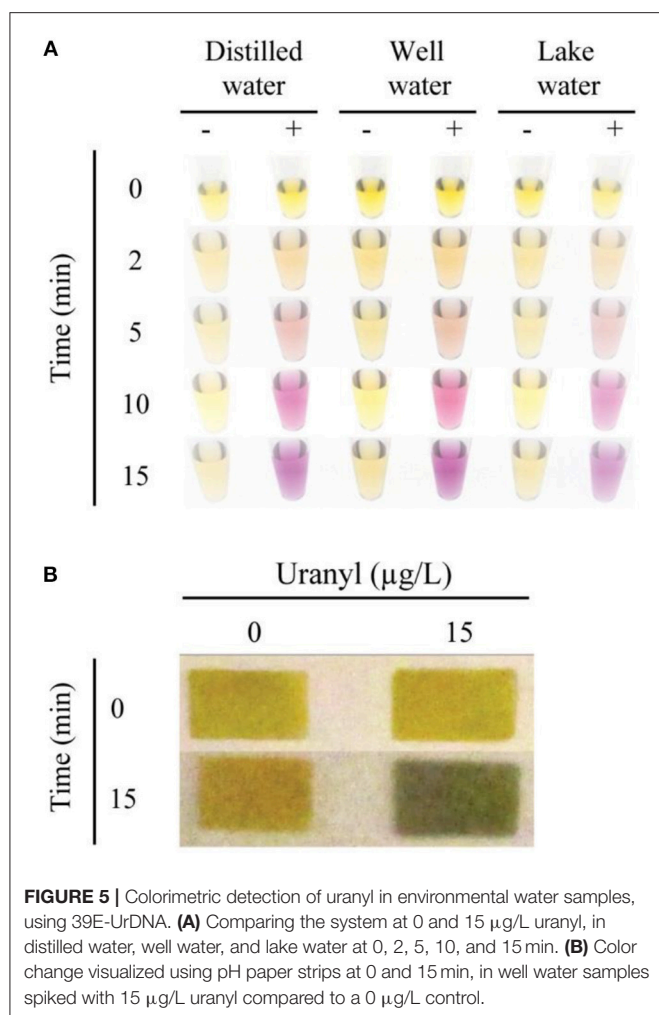 A
Distilled water
Well water
Lake water
- + - + - +
Time (min)
0
2
5
10
15
B
Uranyl (µg/L)
0 15
Time (min)
0
15
FIGURE 5 | Colorimetric detection of uranyl in environmental water samples,
using 39E-UrDNA. (A) Comparing the system at 0 and 15 µg/L uranyl, in
distilled water, well water, and lake water at 0, 2, 5, 10, and 15 min. (B) Color
change visualized using pH paper strips at 0 and 15 min, in well water samples
spiked with 15 µg/L uranyl compared to a 0 µg/L control.